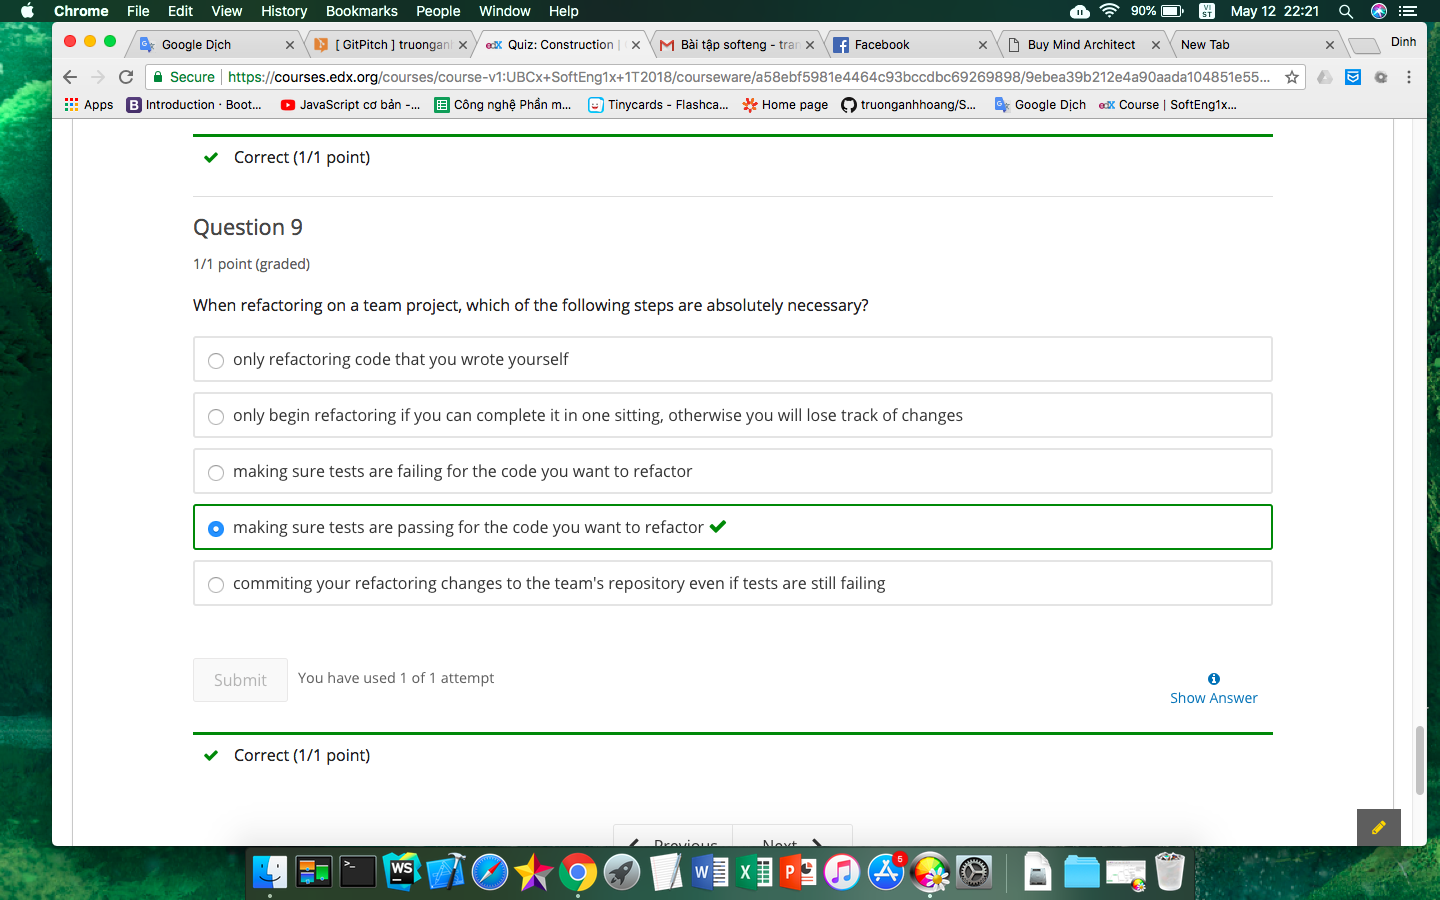 Chrome File Edit View History Bookmarks People Window Help 90% VI ST May 12 22:21
Google Dịch [ GitPitch ] truongan Quiz: Construction | Bài tập softeng - tran Facebook Buy Mind Architect New Tab Dinh
Secure https://courses.edx.org/courses/course-v1:UBCx+SoftEng1x+1T2018/courseware/a58ebf5981e4464c93bccdbc69269898/9ebea39b212e4a90aada104851e55...
Apps Introduction · Boot... JavaScript cơ bản -... Công nghệ Phần m... Tinycards - Flashca... Home page truonganhhoang/S... Google Dịch edX Course | SoftEng1x...
Correct (1/1 point)
Question 9
1/1 point (graded)
When refactoring on a team project, which of the following steps are absolutely necessary?
only refactoring code that you wrote yourself
only begin refactoring if you can complete it in one sitting, otherwise you will lose track of changes
making sure tests are failing for the code you want to refactor
making sure tests are passing for the code you want to refactor
commiting your refactoring changes to the team's repository even if tests are still failing
Submit You have used 1 of 1 attempt
Show Answer
Correct (1/1 point)
Previous Next
WS W X P 5